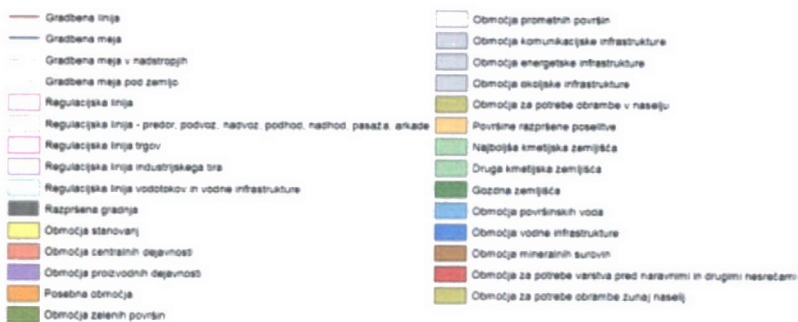 Gradbena linija
Gradbena meja
Gradbena meja v nadstropjih
Gradbena meja pod zemljo
Regulacijska linija
Regulacijska linija - predor, podvoz, nadvoz, podhod, nadhod, pasaža, arkade
Regulacijska linija trgov
Regulacijska linija industrijskega tira
Regulacijska linija vodotokov in vodne infrastrukture
Razpršena gradnja
Območja stanovanj
Območja centralnih dejavnosti
Območja proizvodnih dejavnosti
Posebna območja
Območja zelenih površin
Območja prometnih površin
Območja komunikacijske infrastrukture
Območja energetske infrastrukture
Območja okoljske infrastrukture
Območja za potrebe obrambe v naselju
Površine razpršene poselitve
Najboljša kmetijska zemljišča
Druga kmetijska zemljišča
Gozdna zemljišča
Območja površinskih voda
Območja vodne infrastrukture
Območja mineralnih surovin
Območja za potrebe varstva pred naravnimi in drugimi nesrečami
Območja za potrebe obrambe zunaj naselij